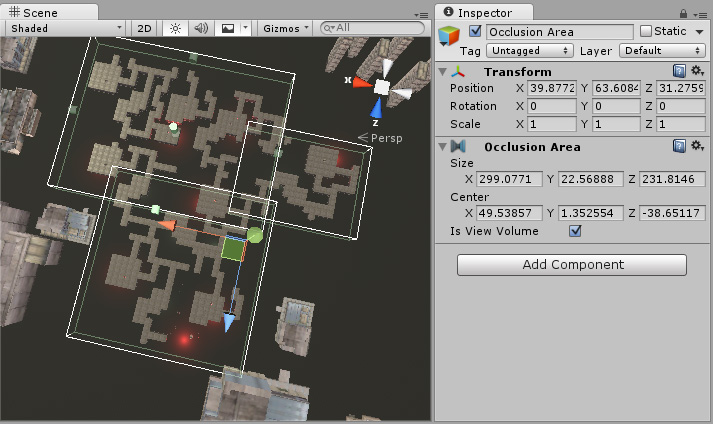 Scene
Shaded 2D Gizmos All
x
z
Persp
Inspector
Occlusion Area Static
Tag Untagged Layer Default
Transform
Position X 39.8772 Y 63.6084 Z 31.2759
Rotation X 0 Y 0 Z 0
Scale X 1 Y 1 Z 1
Occlusion Area
Size
X 299.0771 Y 22.56888 Z 231.8146
Center
X 49.53857 Y 1.352554 Z -38.65117
Is View Volume
Add Component